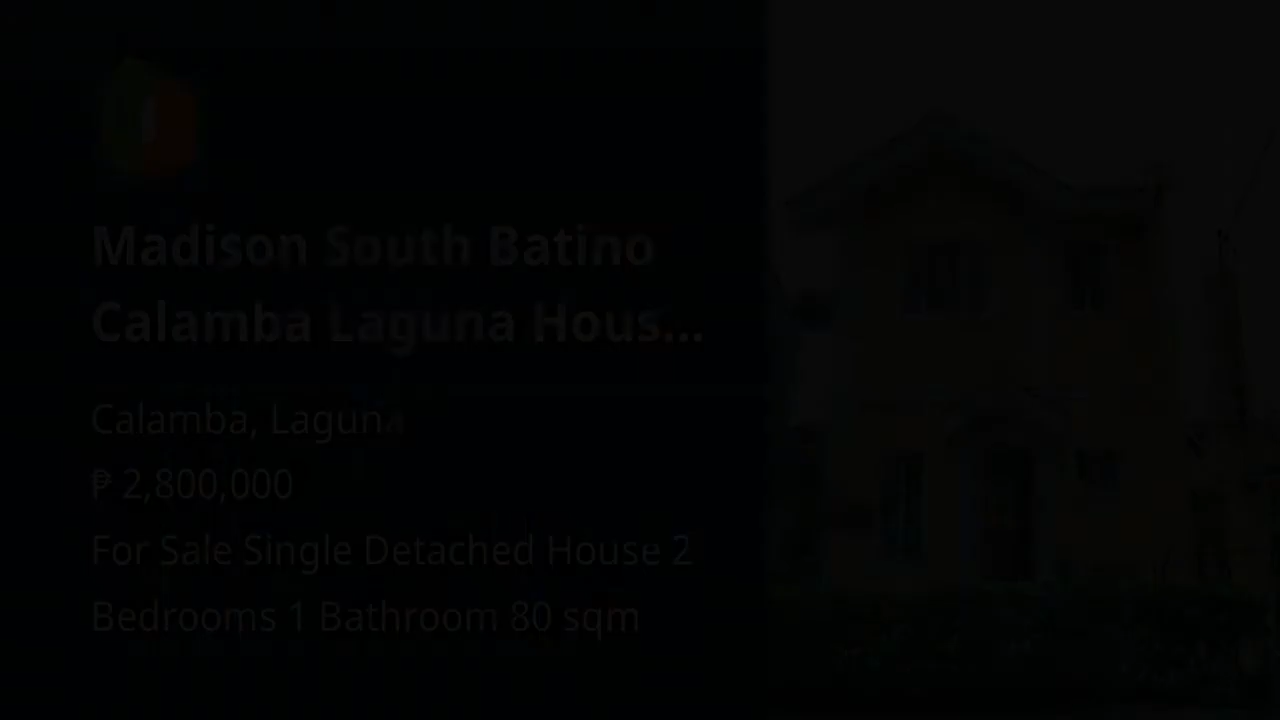 Madison South Batino
Calamba Laguna Hous...
Calamba, Laguna
₱ 2,800,000
For Sale Single Detached House 2
Bedrooms 1 Bathroom 80 sqm